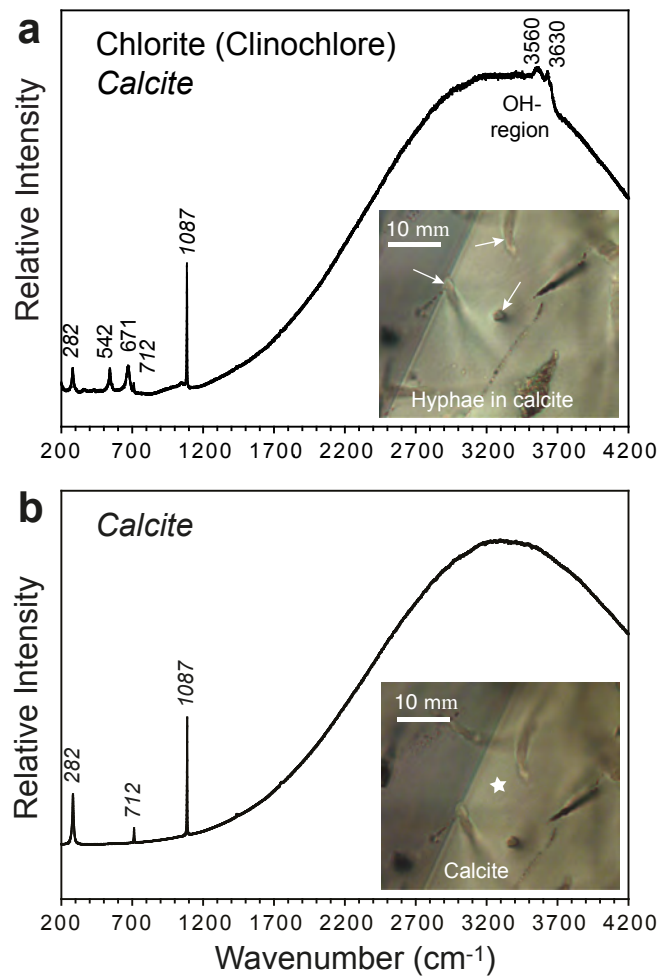 a
Chlorite (Clinochlore)
Calcite
3560
3630
OH-
region
Relative Intensity
1087
282
542
671
712
10 mm
Hyphae in calcite
200 700 1200 1700 2200 2700 3200 3700 4200
b
Calcite
Relative Intensity
1087
282
712
10 mm
Calcite
200 700 1200 1700 2200 2700 3200 3700 4200
Wavenumber (cm-1)